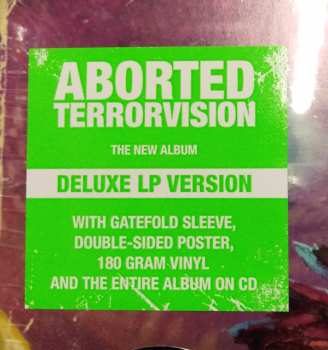 ABORTED
TERRORVISION
THE NEW ALBUM
DELUXE LP VERSION
WITH GATEFOLD SLEEVE,
DOUBLE-SIDED POSTER,
180 GRAM VINYL
AND THE ENTIRE ALBUM ON CD